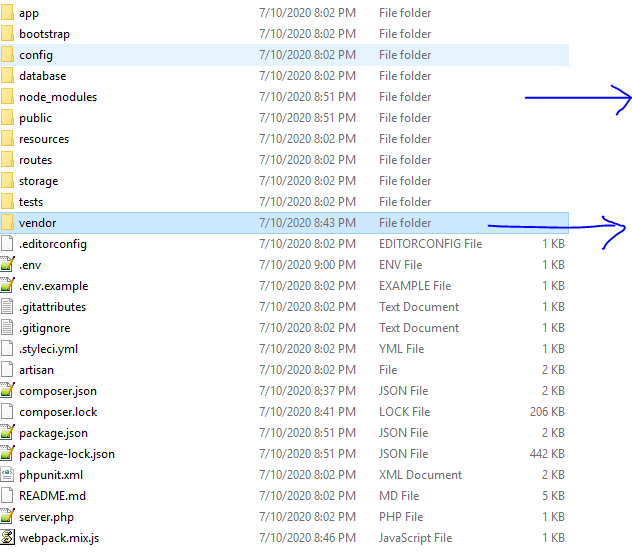 app 7/10/2020 8:02 PM File folder
bootstrap 7/10/2020 8:02 PM File folder
config 7/10/2020 8:02 PM File folder
database 7/10/2020 8:02 PM File folder
node_modules 7/10/2020 8:51 PM File folder
public 7/10/2020 8:51 PM File folder
resources 7/10/2020 8:02 PM File folder
routes 7/10/2020 8:02 PM File folder
storage 7/10/2020 8:02 PM File folder
tests 7/10/2020 8:02 PM File folder
vendor 7/10/2020 8:43 PM File folder
.editorconfig 7/10/2020 8:02 PM EDITORCONFIG File 1 KB
.env 7/10/2020 9:00 PM ENV File 1 KB
.env.example 7/10/2020 8:02 PM EXAMPLE File 1 KB
.gitattributes 7/10/2020 8:02 PM Text Document 1 KB
.gitignore 7/10/2020 8:02 PM Text Document 1 KB
.styleci.yml 7/10/2020 8:02 PM YML File 1 KB
artisan 7/10/2020 8:02 PM File 2 KB
composer.json 7/10/2020 8:37 PM JSON File 2 KB
composer.lock 7/10/2020 8:41 PM LOCK File 206 KB
package.json 7/10/2020 8:51 PM JSON File 2 KB
package-lock.json 7/10/2020 8:51 PM JSON File 442 KB
phpunit.xml 7/10/2020 8:02 PM XML Document 2 KB
README.md 7/10/2020 8:02 PM MD File 5 KB
server.php 7/10/2020 8:02 PM PHP File 1 KB
webpack.mix.js 7/10/2020 8:46 PM JavaScript File 1 KB